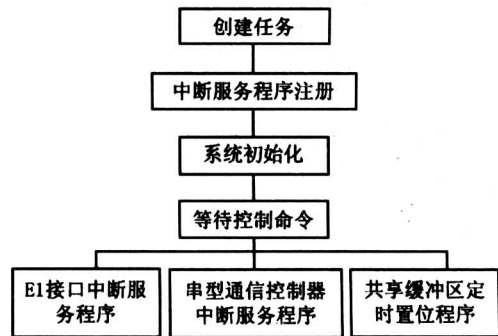 创建任务
中断服务程序注册
系统初始化
等待控制命令
E1接口中断服
务程序
串型通信控制器
中断服务程序
共享缓冲区定
时置位程序